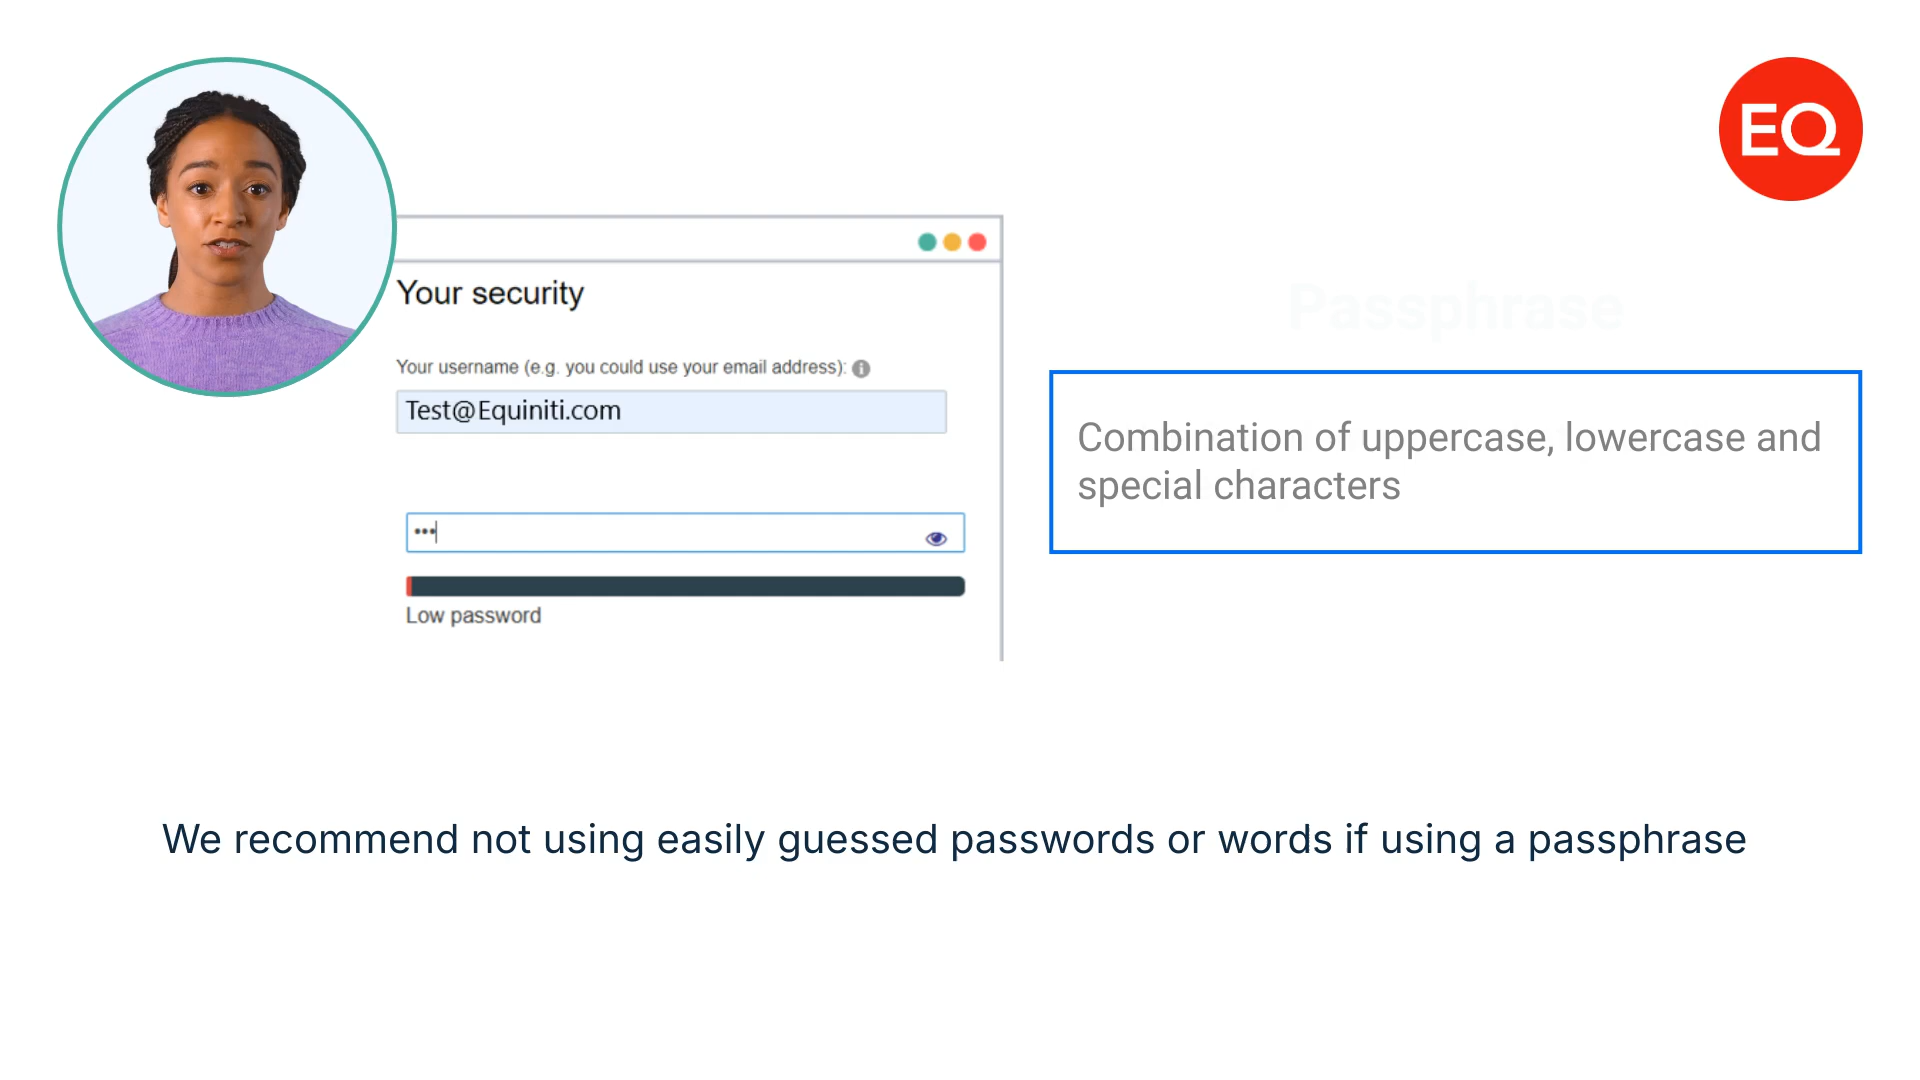 EQ
Your security
Your username (e.g. you could use your email address):
Test@Equiniti.com
•••
Low password
Passphrase
Combination of uppercase, lowercase and
special characters
We recommend not using easily guessed passwords or words if using a passphrase